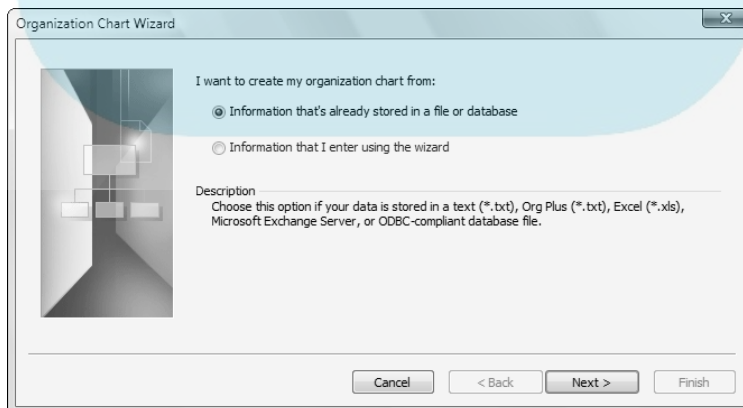 Organization Chart Wizard
I want to create my organization chart from:
Information that's already stored in a file or database
Information that I enter using the wizard
Description
Choose this option if your data is stored in a text (*.txt), Org Plus (*.txt), Excel (*.xls),
Microsoft Exchange Server, or ODBC-compliant database file.
Cancel
< Back
Next >
Finish